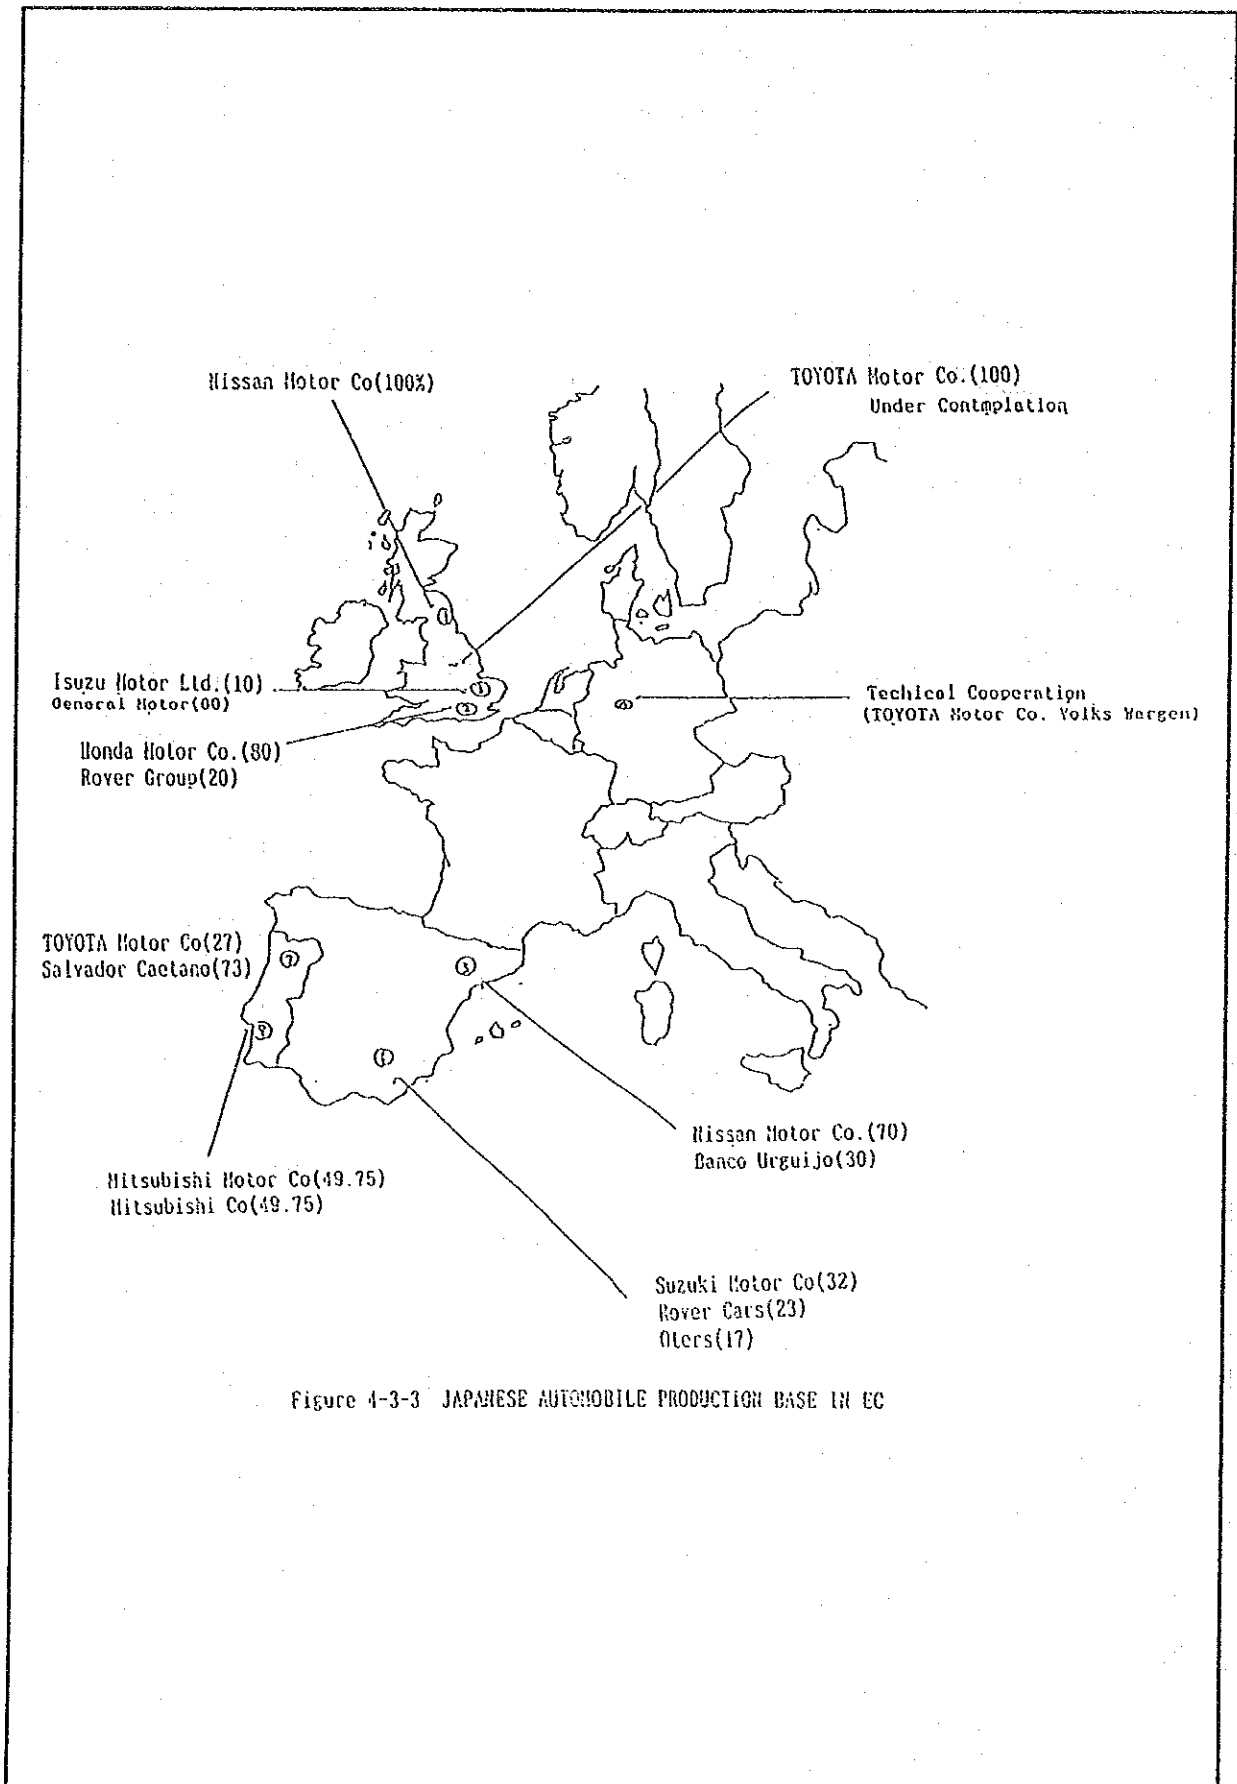 Nissan Motor Co(100%)
TOYOTA Motor Co.(100)
Under Contmplation
Isuzu Motor Ltd.(10)
General Motor(60)
Honda Motor Co.(80)
Rover Group(20)
Techicol Cooperation
(TOYOTA Motor Co. Volks Wargen)
TOYOTA Motor Co(27)
Salvador Caetano(73)
Nissan Motor Co.(70)
Banco Urguijo(30)
Mitsubishi Motor Co(49.75)
Mitsubishi Co(49.75)
Suzuki Motor Co(32)
Rover Cars(23)
Oters(17)
Figure 4-3-3 JAPANESE AUTOMOBILE PRODUCTION BASE IN EC